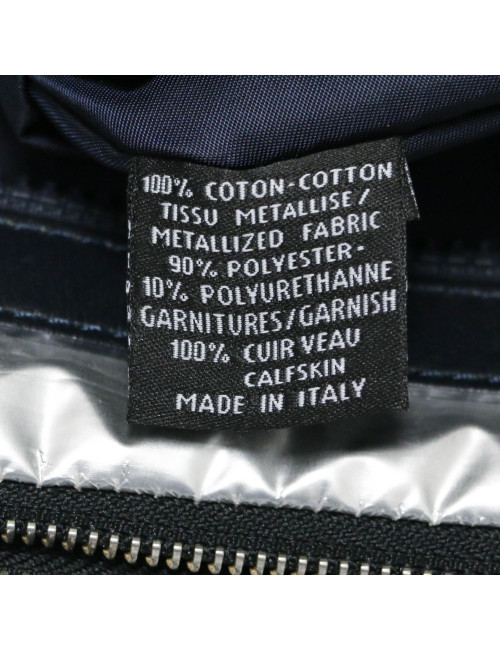 100% COTON-COTTON
TISSU METALLISE/
METALLIZED FABRIC
90% POLYESTER-
10% POLYURETHANNE
GARNITURES/GARNISH
100% CUIR VEAU
CALFSKIN
MADE IN ITALY